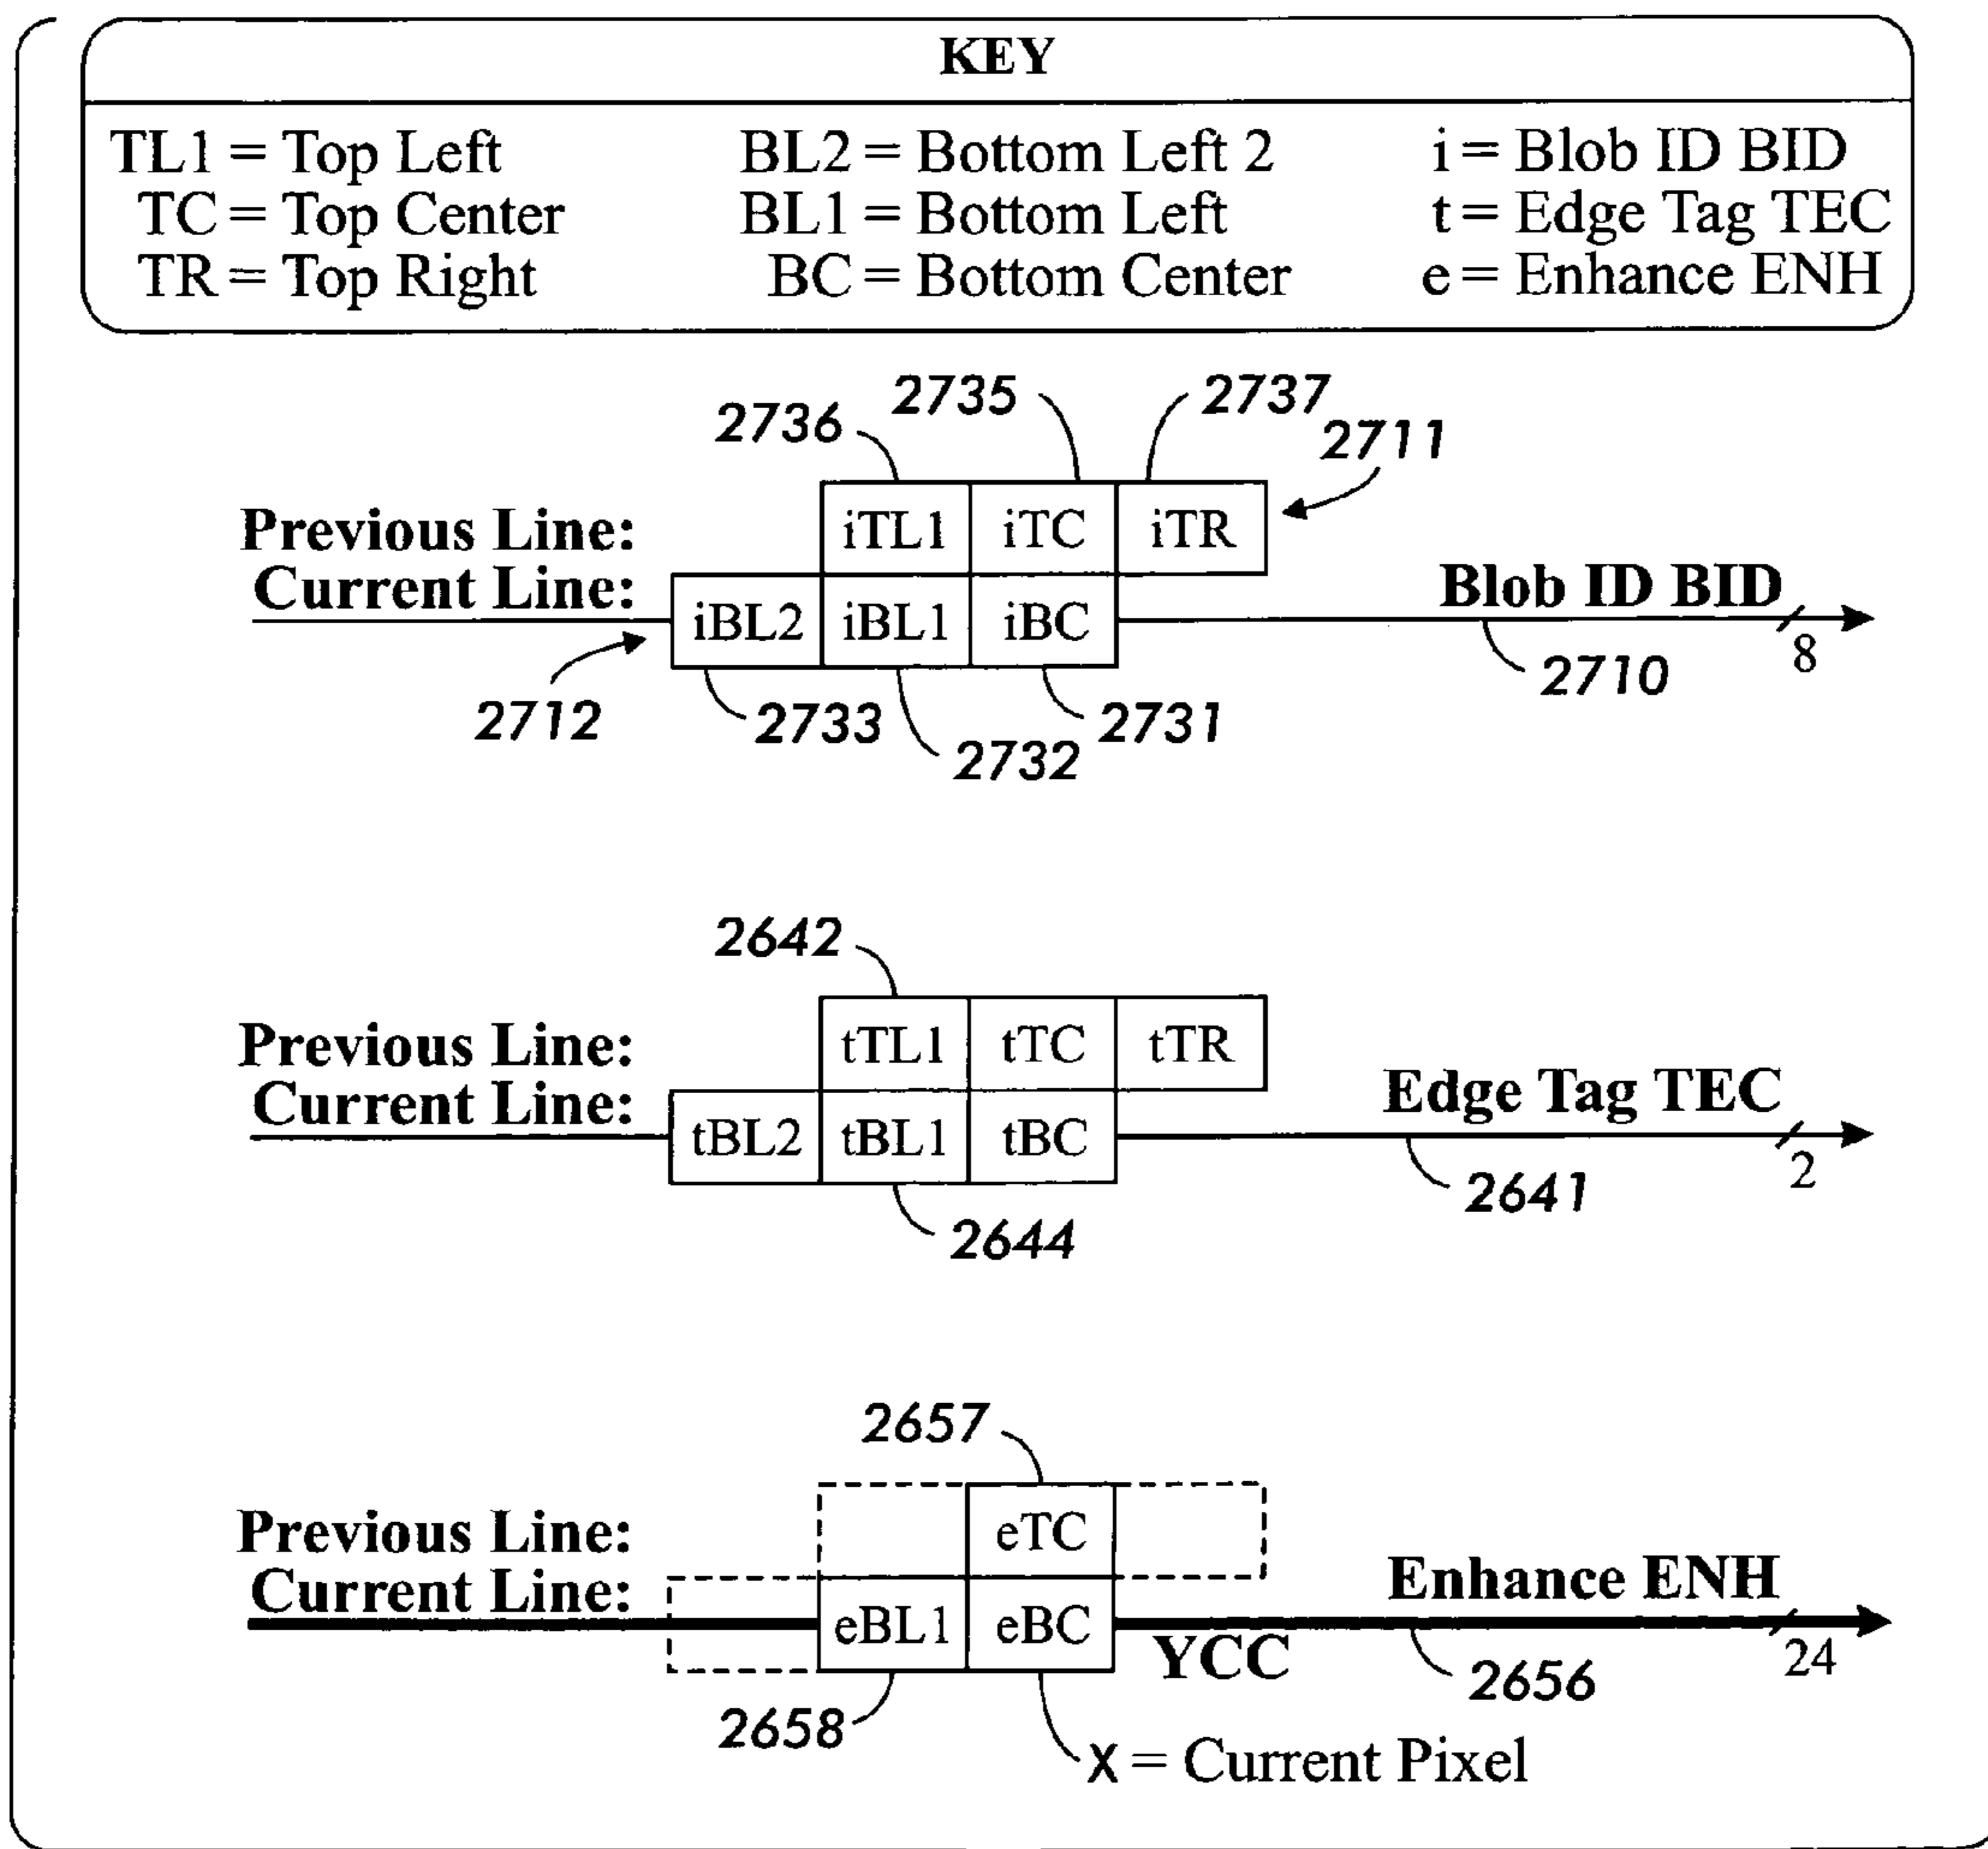 KEY
TL1 = Top Left BL2 = Bottom Left 2 i = Blob ID BID
TC = Top Center BL1 = Bottom Left t = Edge Tag TEC
TR = Top Right BC = Bottom Center e = Enhance ENH
2736 2735 2737
2711
Previous Line: iTL1 iTC iTR
Current Line: iBL2 iBL1 iBC Blob ID BID
8
2710
2712 2733 2732 2731
2642
Previous Line: tTL1 tTC tTR
Current Line: tBL2 tBL1 tBC Edge Tag TEC
2
2641
2644
2657
Previous Line: eTC
Current Line: eBL1 eBC YCC Enhance ENH
24
2656
2658
X = Current Pixel